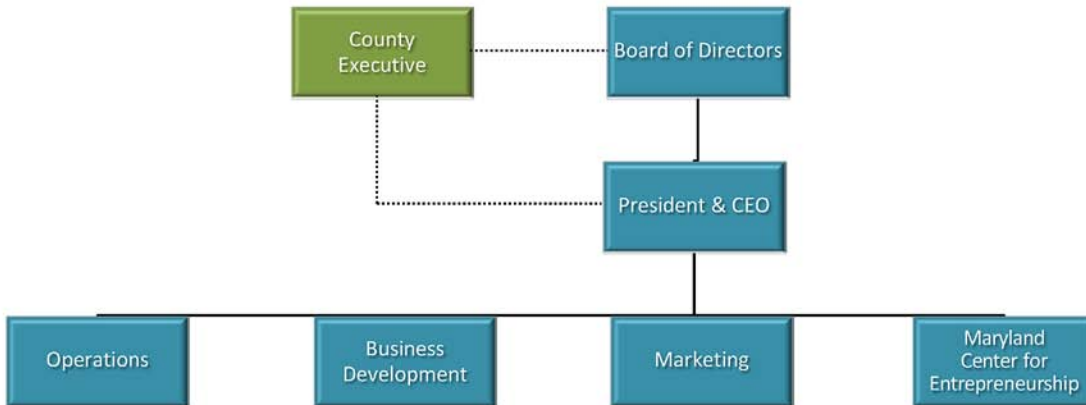 County
Executive
Board of Directors
President & CEO
Operations
Business
Development
Marketing
Maryland
Center for
Entrepreneurship